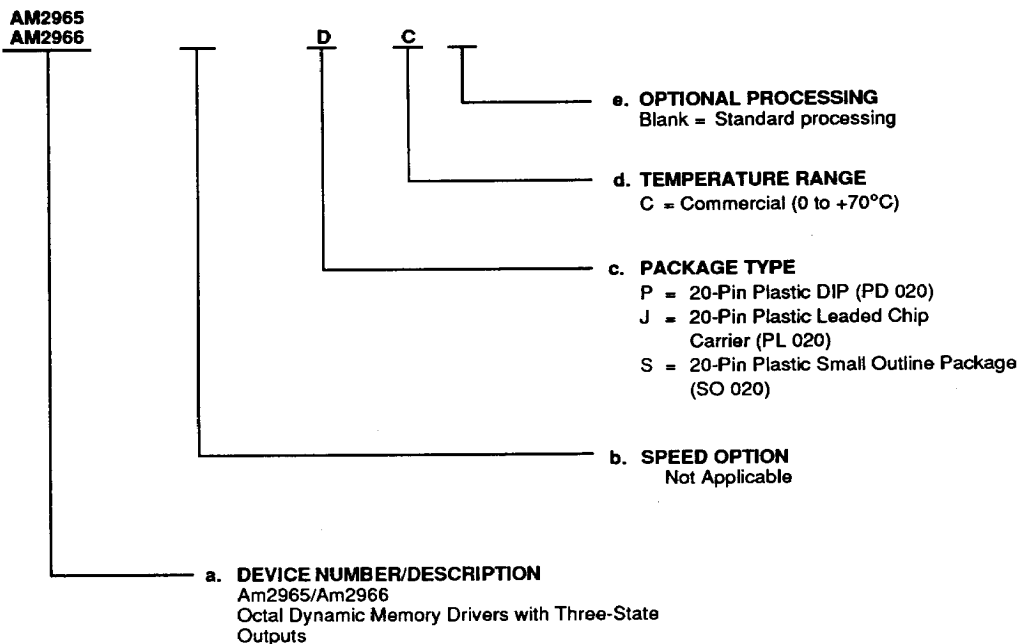 AM2965
AM2966
D C
e. OPTIONAL PROCESSING
Blank = Standard processing
d. TEMPERATURE RANGE
C = Commercial (0 to +70°C)
c. PACKAGE TYPE
P = 20-Pin Plastic DIP (PD 020)
J = 20-Pin Plastic Leaded Chip
Carrier (PL 020)
S = 20-Pin Plastic Small Outline Package
(SO 020)
b. SPEED OPTION
Not Applicable
a. DEVICE NUMBER/DESCRIPTION
Am2965/Am2966
Octal Dynamic Memory Drivers with Three-State
Outputs